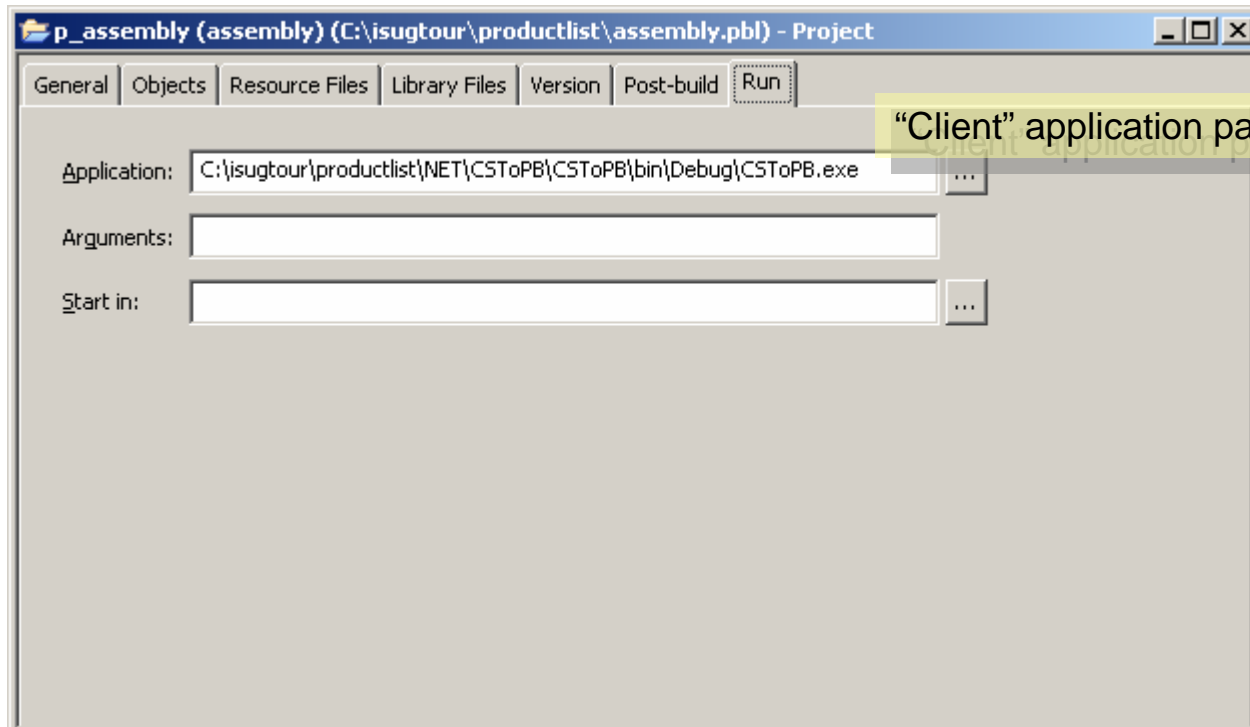 p_assembly (assembly) (C:\isugtour\productlist\assembly.pbl) - Project
General Objects Resource Files Library Files Version Post-build Run
“Client” application
Application: C:\isugtour\productlist\NET\CSToPB\CSToPB\bin\Debug\CSToPB.exe ...
Arguments:
Start in: ...